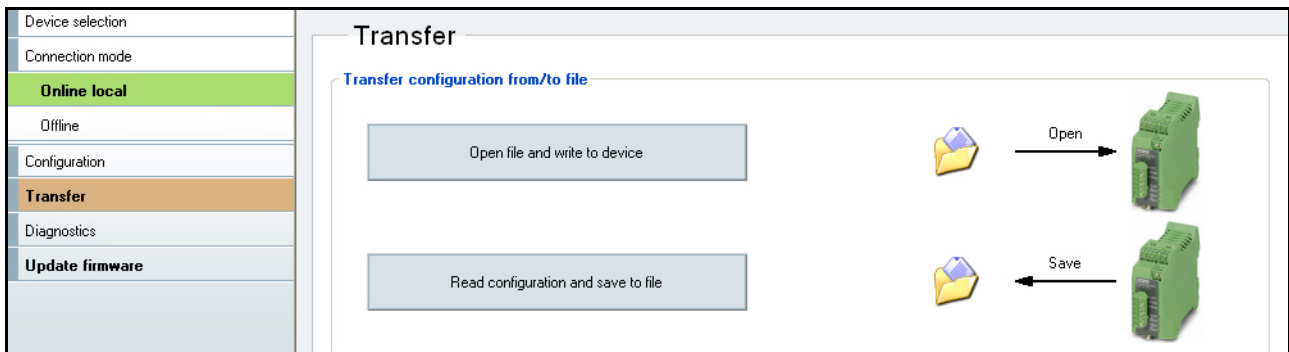 Device selection
Connection mode
Online local
Offline
Configuration
Transfer
Diagnostics
Update firmware
Transfer
Transfer configuration from/to file
Open file and write to device
Open
Read configuration and save to file
Save